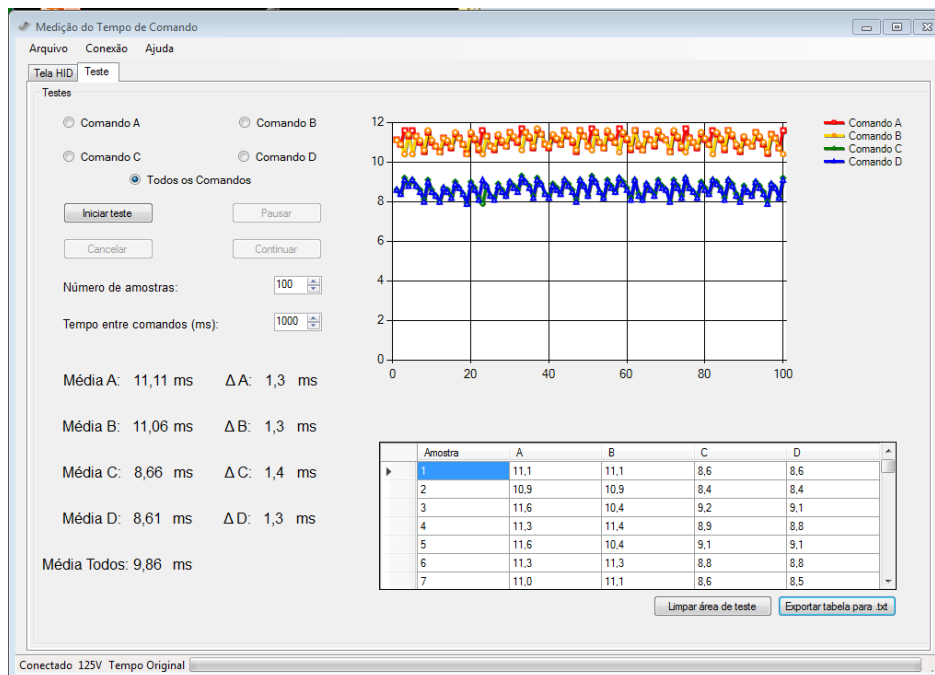 Medição do Tempo de Comando
Arquivo Conexão Ajuda
Tela HID Teste
Testes
Comando A Comando B
Comando C Comando D
Todos os Comandos
Iniciar teste Pausar
Cancelar Continuar
Número de amostras: 100
Tempo entre comandos (ms): 1000
Média A: 11,11 ms Δ A: 1,3 ms
Média B: 11,06 ms Δ B: 1,3 ms
Média C: 8,66 ms Δ C: 1,4 ms
Média D: 8,61 ms Δ D: 1,3 ms
Média Todos: 9,86 ms
12
10
8
6
4
2
0
0 20 40 60 80 100
Comando A
Comando B
Comando C
Comando D
Amostra A B C D
1 11,1 11,1 8,6 8,6
2 10,9 10,9 8,4 8,4
3 11,6 10,4 9,2 9,1
4 11,3 11,4 8,9 8,8
5 11,6 10,4 9,1 9,1
6 11,3 11,3 8,8 8,8
7 11,0 11,1 8,6 8,5
Limpar área de teste Exportar tabela para .txt
Conectado 125V Tempo Original